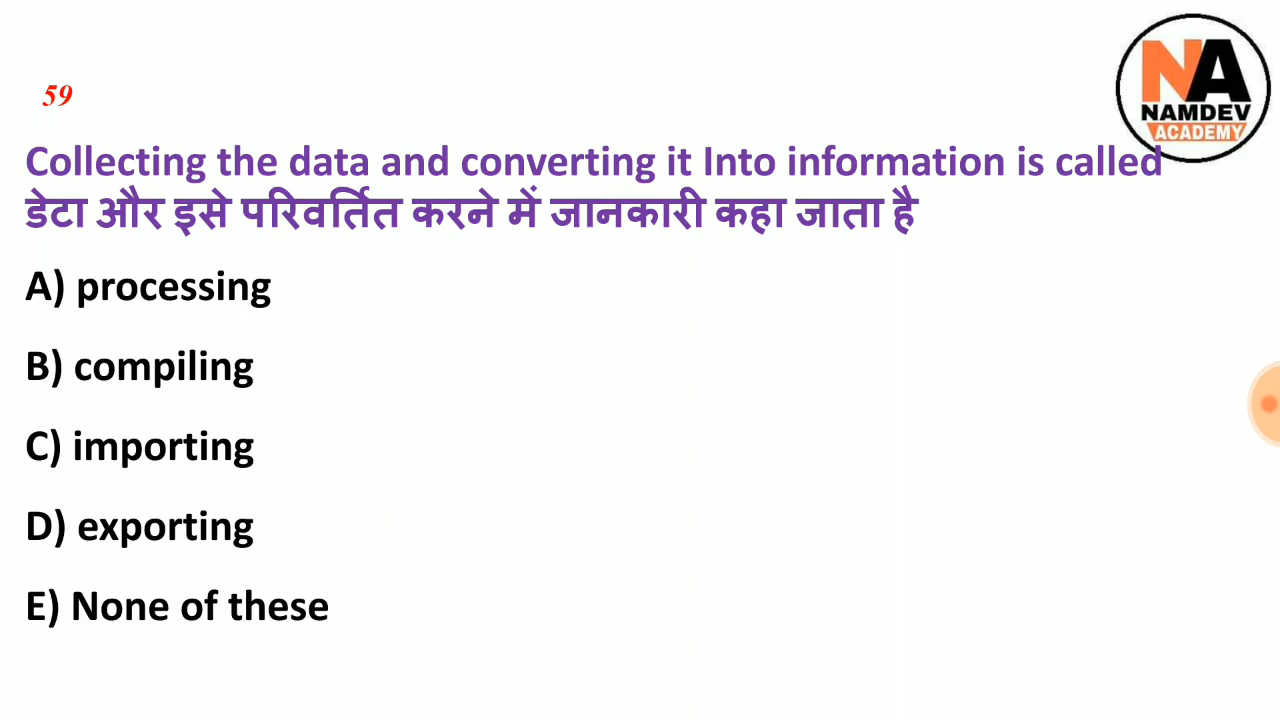 NA
NAMDEV
ACADEMY
59
Collecting the data and converting it Into information is called
डेटा और इसे परिवर्तित करने में जानकारी कहा जाता है
A) processing
B) compiling
C) importing
D) exporting
E) None of these